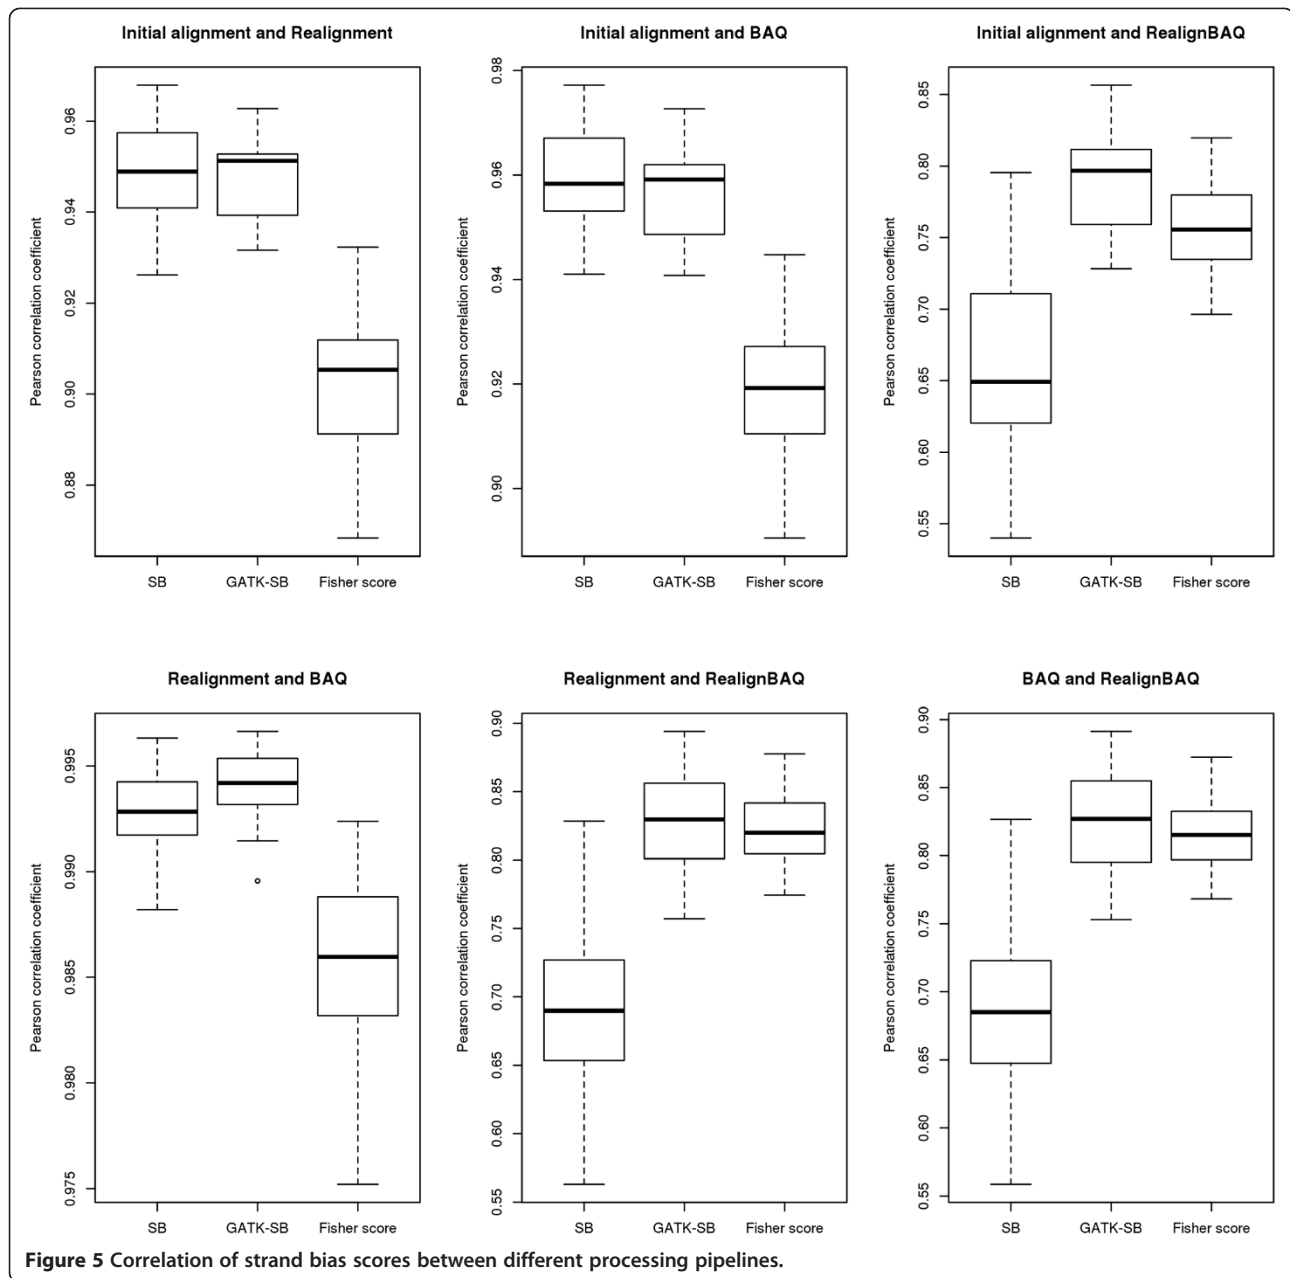 Initial alignment and Realignment
Initial alignment and BAQ
Initial alignment and RealignBAQ
Pearson correlation coefficient
0.96
0.94
0.92
0.90
0.88
SB GATK-SB Fisher score
Pearson correlation coefficient
0.98
0.96
0.94
0.92
0.90
SB GATK-SB Fisher score
Pearson correlation coefficient
0.85
0.80
0.75
0.70
0.65
0.60
0.55
SB GATK-SB Fisher score
Realignment and BAQ
Realignment and RealignBAQ
BAQ and RealignBAQ
Pearson correlation coefficient
0.995
0.990
0.985
0.980
0.975
SB GATK-SB Fisher score
Pearson correlation coefficient
0.90
0.85
0.80
0.75
0.70
0.65
0.60
0.55
SB GATK-SB Fisher score
Pearson correlation coefficient
0.90
0.85
0.80
0.75
0.70
0.65
0.60
0.55
SB GATK-SB Fisher score
Figure 5 Correlation of strand bias scores between different processing pipelines.